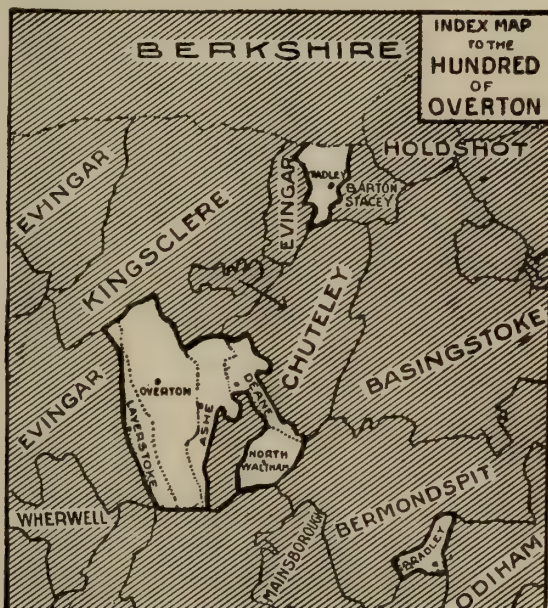 INDEX MAP
TO THE
HUNDRED
OF
OVERTON
BERKSHIRE
HOLDSHOT
EVINGAR
EVINGAR
TADLEY
BARTON
STACEY
KINGSCLERE
CHUTELEY
BASINGSTOKE
EVINGAR
OVERTON
LAVERSTOKE
ASHE
DEANE
NORTH
WALTHAM
WHERWELL
MAINSBOROUGH
BERMONDSPIT
BRADLEY
ODIHAM